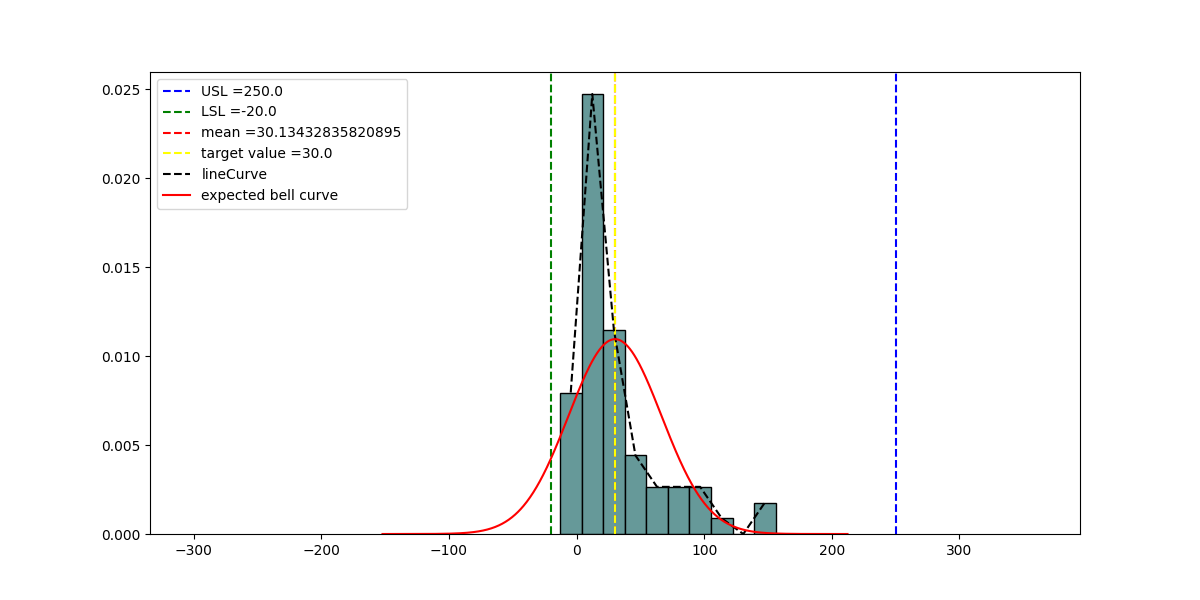 0.025
0.020
0.015
0.010
0.005
0.000
USL =250.0
LSL =-20.0
mean =30.13432835820895
target value =30.0
lineCurve
expected bell curve
−300
−200
−100
0
100
200
300